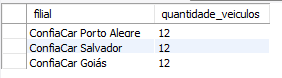 filial quantidade_veiculos
ConfiaCar Porto Alegre 12
ConfiaCar Salvador 12
ConfiaCar Goiás 12